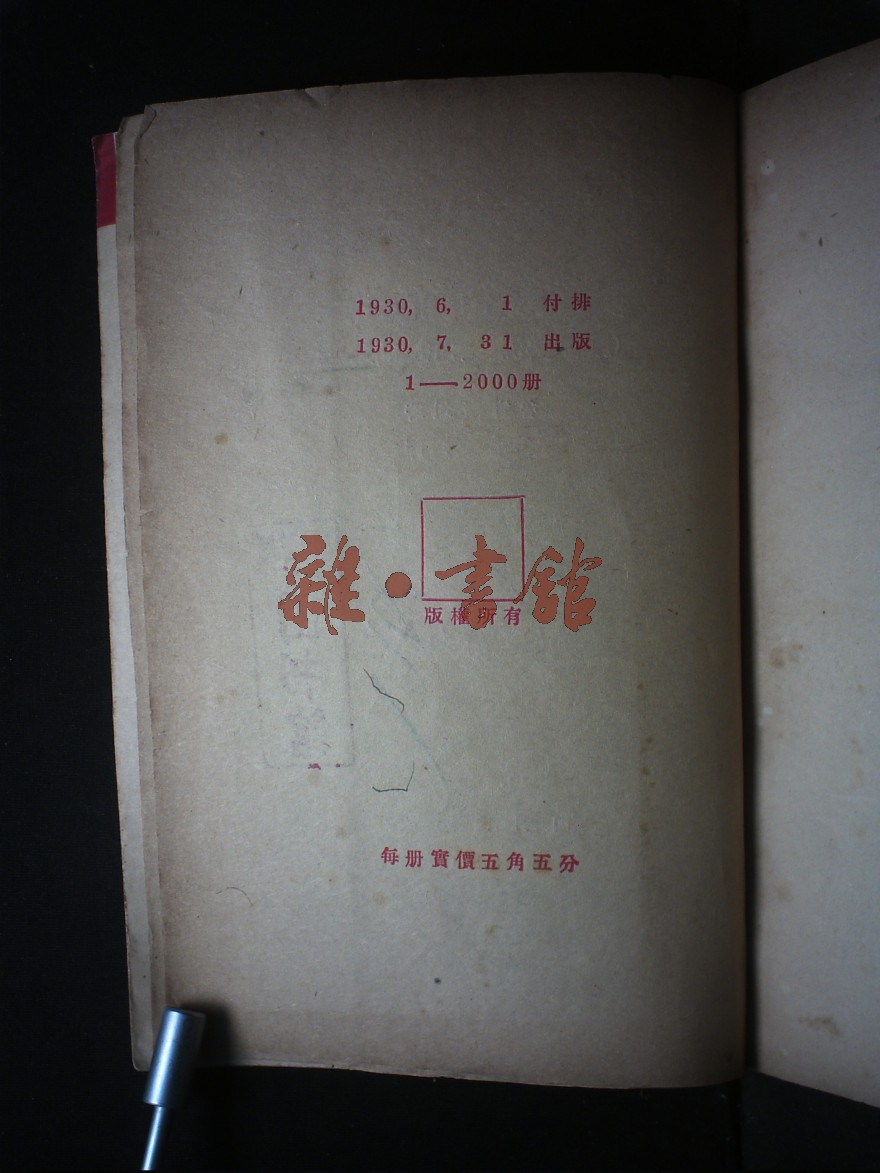 1930, 6, 1 付排
1930, 7, 31 出版
1——2000册
雜·書館
版權所有
每册實價五角五分